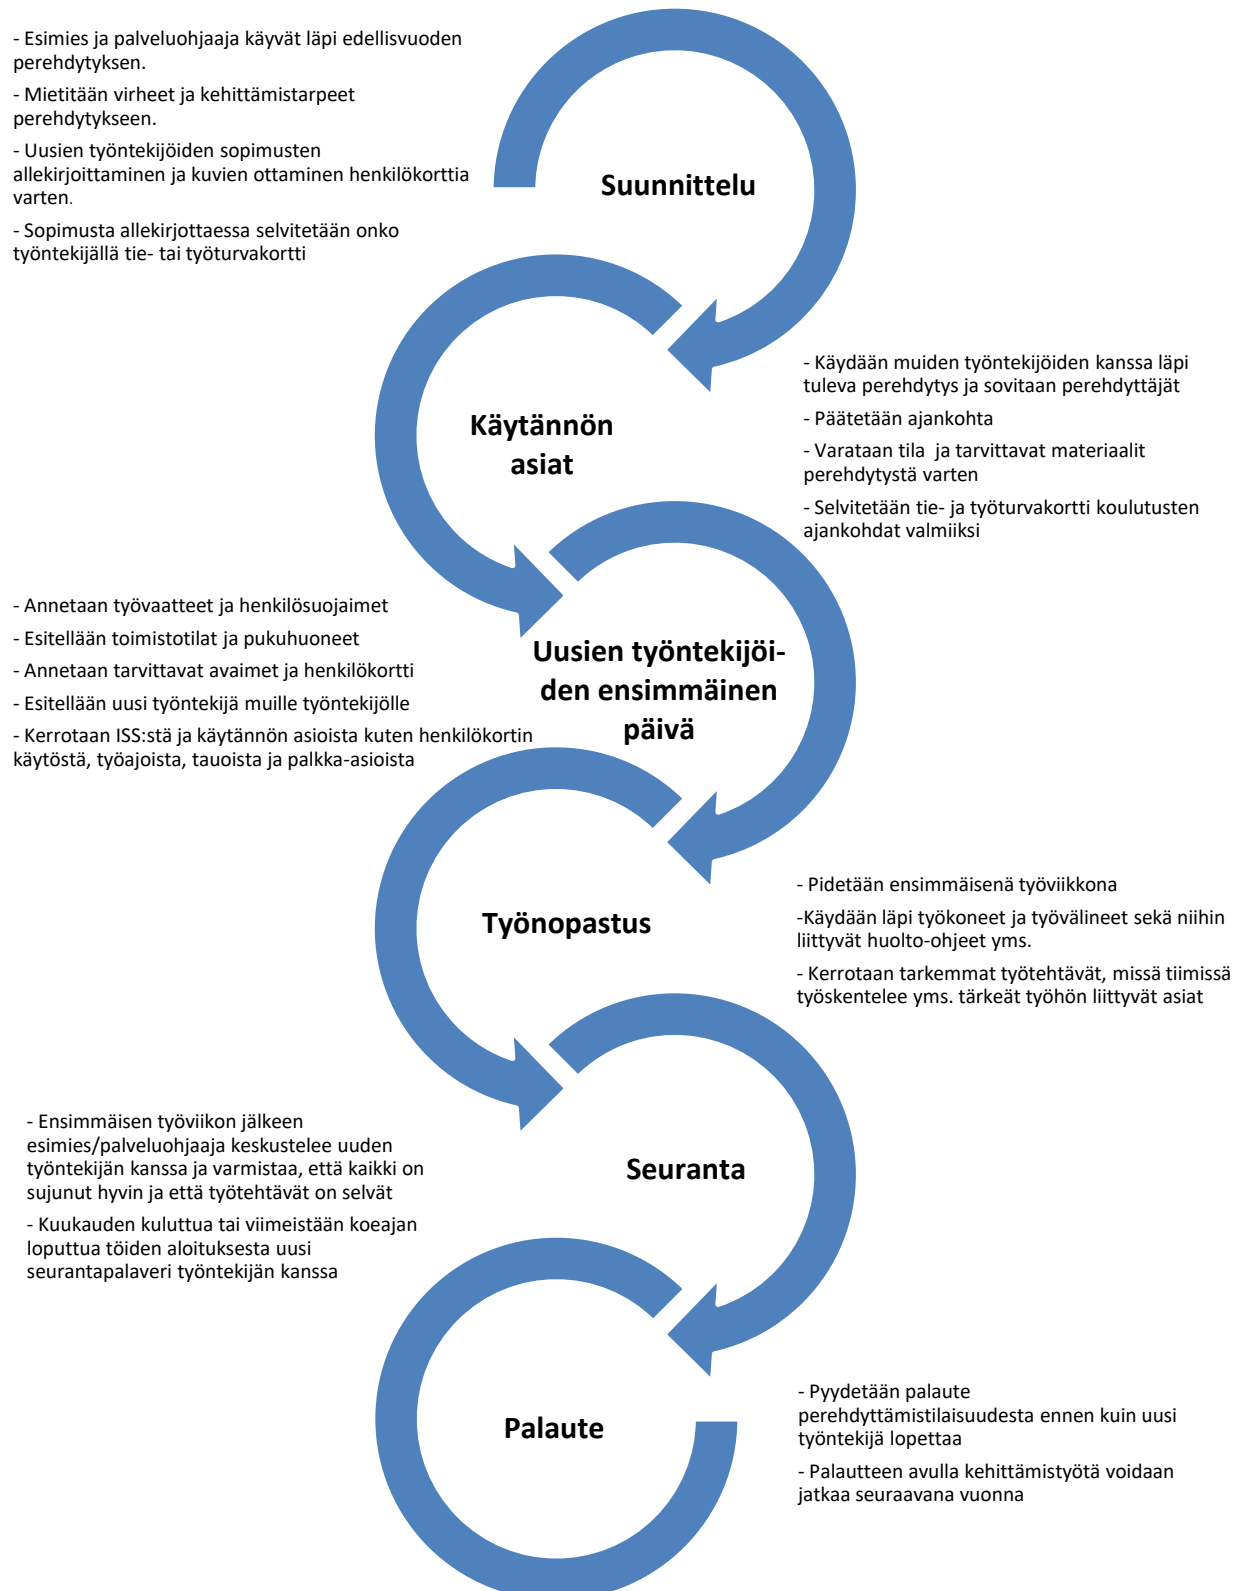 - Esimies ja palveluohjaaja käyvät läpi edellisvuoden
perehdytyksen.
- Mietitään virheet ja kehittämistarpeet
perehdytykseen.
- Uusien työntekijöiden sopimusten
allekirjoittaminen ja kuvien ottaminen henkilökorttia
varten.
- Sopimusta allekirjottaessa selvitetään onko
työntekijällä tie- tai työturvakortti
Suunnittelu
- Käydään muiden työntekijöiden kanssa läpi
tuleva perehdytys ja sovitaan perehdyttäjät
- Päätetään ajankohta
- Varataan tila ja tarvittavat materiaalit
perehdytystä varten
- Selvitetään tie- ja työturvakortti koulutusten
ajankohdat valmiiksi
Käytännön
asiat
- Annetaan työvaatteet ja henkilösuojaimet
- Esitellään toimistotilat ja pukuhuoneet
- Annetaan tarvittavat avaimet ja henkilökortti
- Esitellään uusi työntekijä muille työntekijölle
- Kerrotaan ISS:stä ja käytännön asioista kuten henkilökortin
käytöstä, työajoista, tauoista ja palkka-asioista
Uusien työntekijöi-
den ensimmäinen
päivä
- Pidetään ensimmäisenä työviikkona
-Käydään läpi työkoneet ja työvälineet sekä niihin
liittyvät huolto-ohjeet yms.
- Kerrotaan tarkemmat työtehtävät, missä tiimissä
työskentelee yms. tärkeät työhön liittyvät asiat
Työnopastus
- Ensimmäisen työviikon jälkeen
esimies/palveluohjaaja keskustelee uuden
työntekijän kanssa ja varmistaa, että kaikki on
sujunut hyvin ja että työtehtävät on selvät
- Kuukauden kuluttua tai viimeistään koeajan
loputtua töiden aloituksesta uusi
seurantapalaveri työntekijän kanssa
Seuranta
- Pyydetään palaute
perehdyttämistilaisuudesta ennen kuin uusi
työntekijä lopettaa
- Palautteen avulla kehittämistyötä voidaan
jatkaa seuraavana vuonna
Palaute